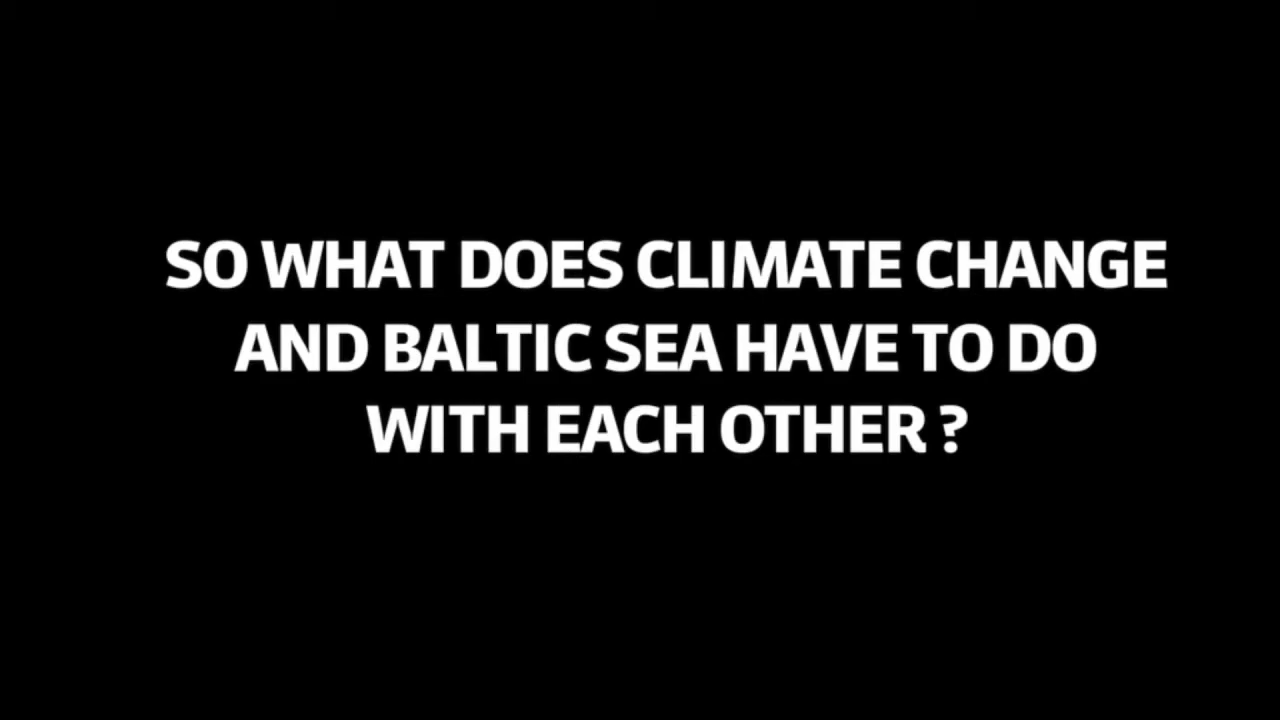 SO WHAT DOES CLIMATE CHANGE
AND BALTIC SEA HAVE TO DO
WITH EACH OTHER ?